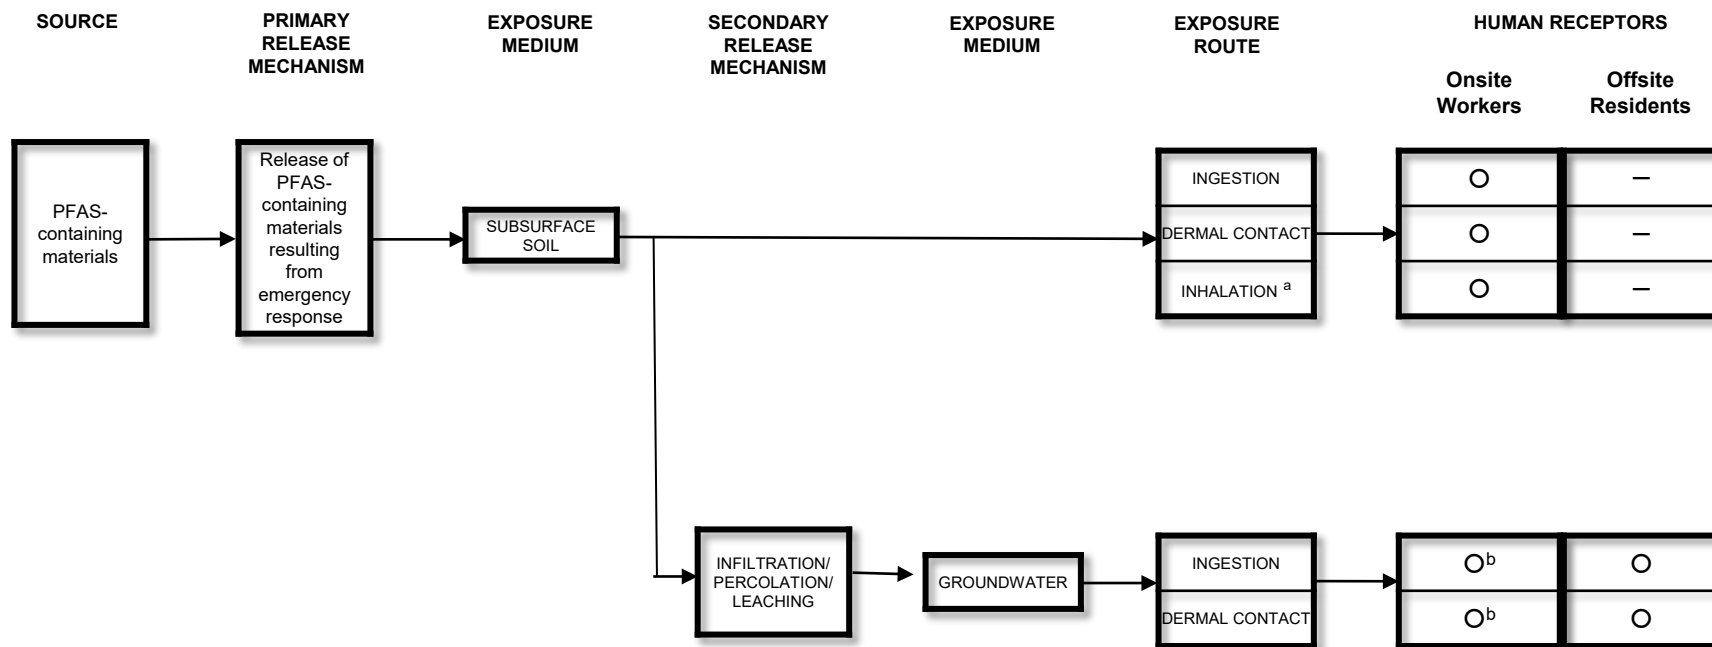 SOURCE
PRIMARY
RELEASE
MECHANISM
EXPOSURE
MEDIUM
SECONDARY
RELEASE
MECHANISM
EXPOSURE
MEDIUM
EXPOSURE
ROUTE
HUMAN RECEPTORS
Onsite
Workers
Offsite
Residents
PFAS-
containing
materials
Release of
PFAS-
containing
materials
resulting
from
emergency
response
SUBSURFACE
SOIL
INGESTION
–
DERMAL CONTACT
–
INHALATION a
–
INFILTRATION/
PERCOLATION/
LEACHING
GROUNDWATER
INGESTION
b
DERMAL CONTACT
b